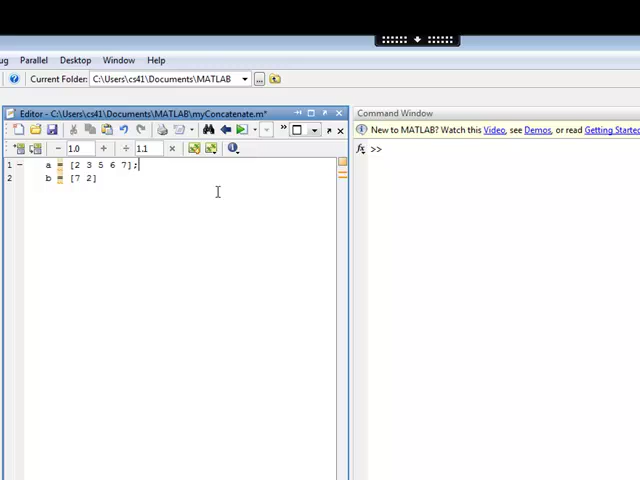 ug Parallel Desktop Window Help
Current Folder: C:\Users\cs41\Documents\MATLAB
Editor - C:\Users\cs41\Documents\MATLAB\myConcatenate.m*
Command Window
New to MATLAB? Watch this Video, see Demos, or read Getting Started
1.0
1.1
fx >>
1 a = [2 3 5 6 7];
2 b = [7 2]